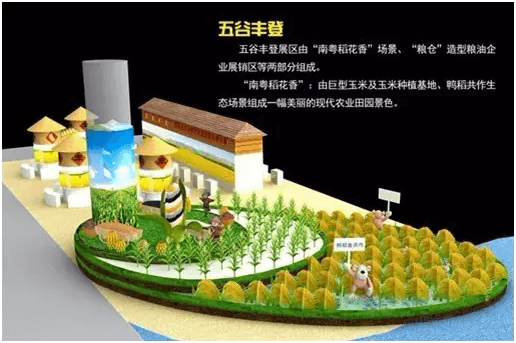 五谷丰登
五谷丰登展区由“南粤稻花香”场景、“粮仓”造型粮油企
业展销区等两部分组成。
“南粤稻花香”：由巨型玉米及玉米种植基地、鸭稻共作生
态场景组成一幅美丽的现代农业田园景色。